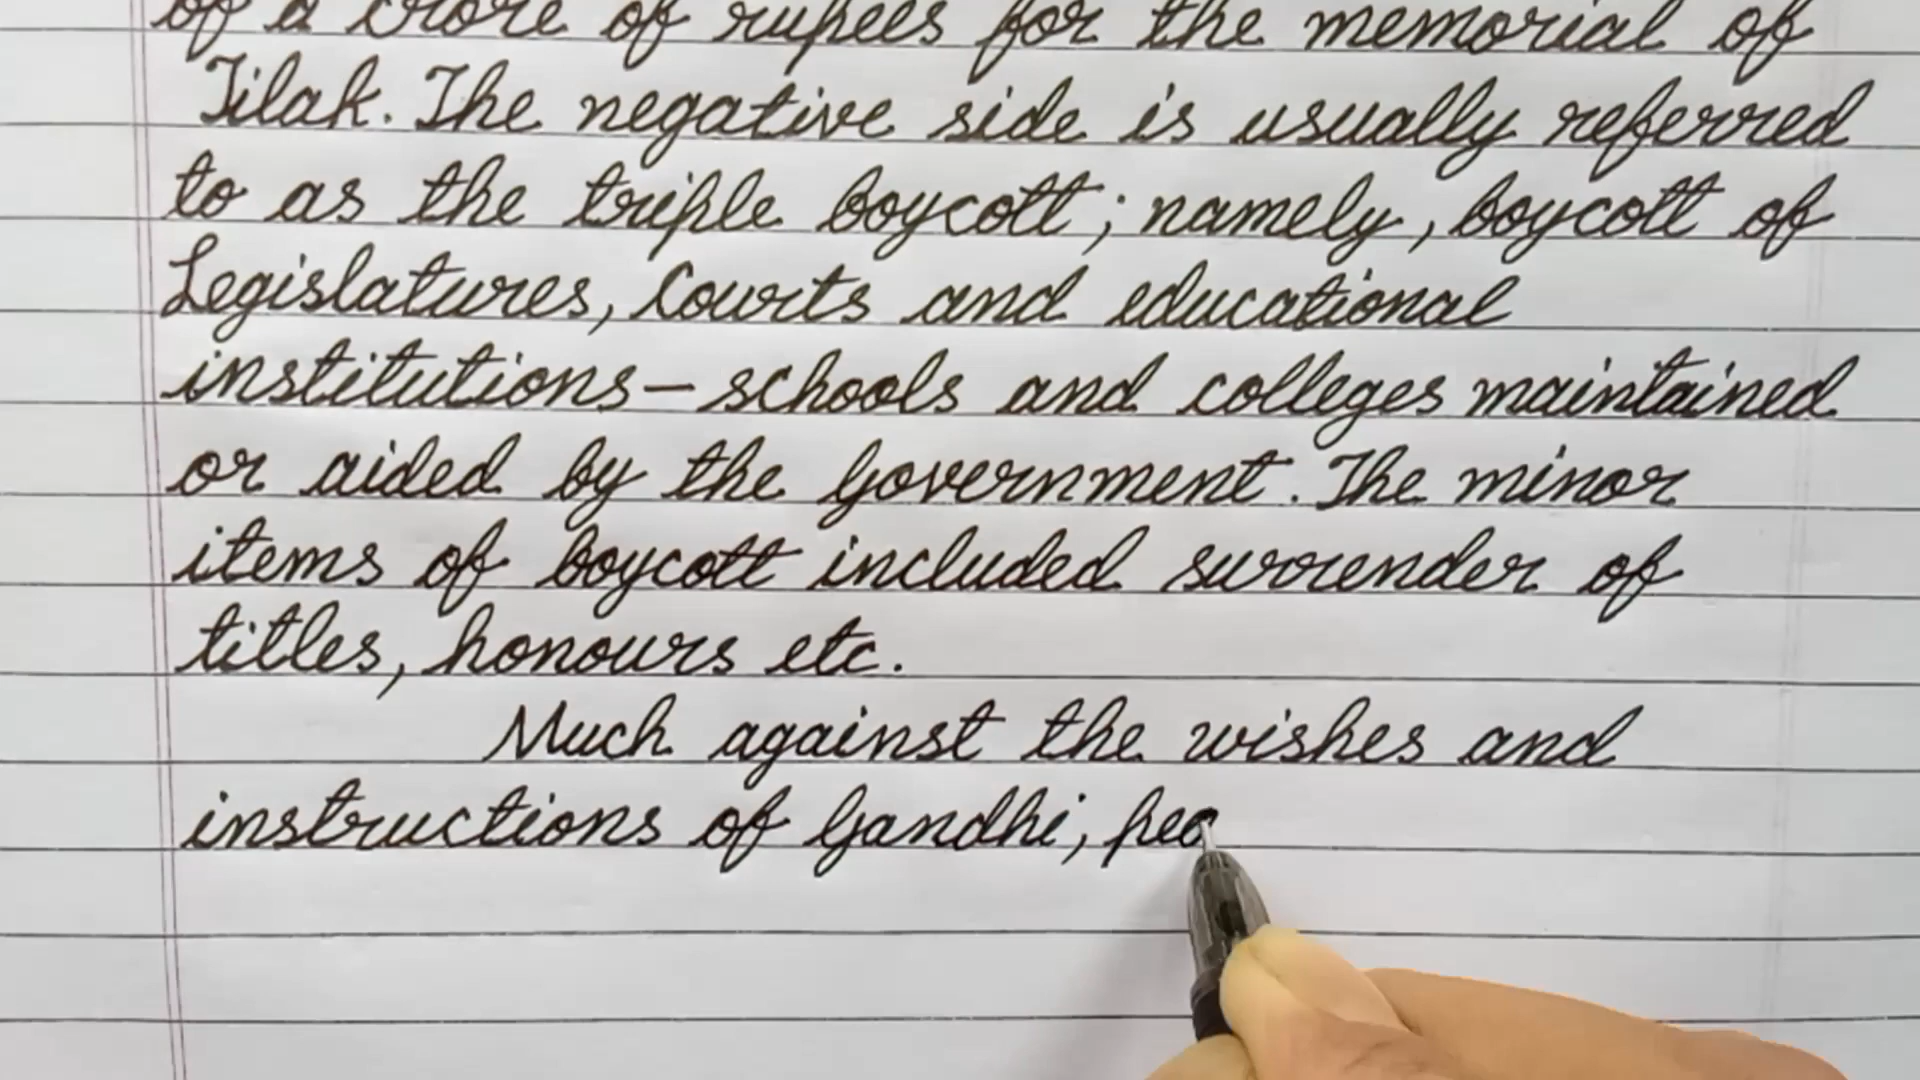 of a crore of rupees for the memorial of
Tilak. The negative side is usually referred
to as the triple boycott; namely, boycott of
Legislatures, Courts and educational
institutions—schools and colleges maintained
or aided by the Government. The minor
items of boycott included surrender of
titles, honours etc.
Much against the wishes and
instructions of Gandhi, peo